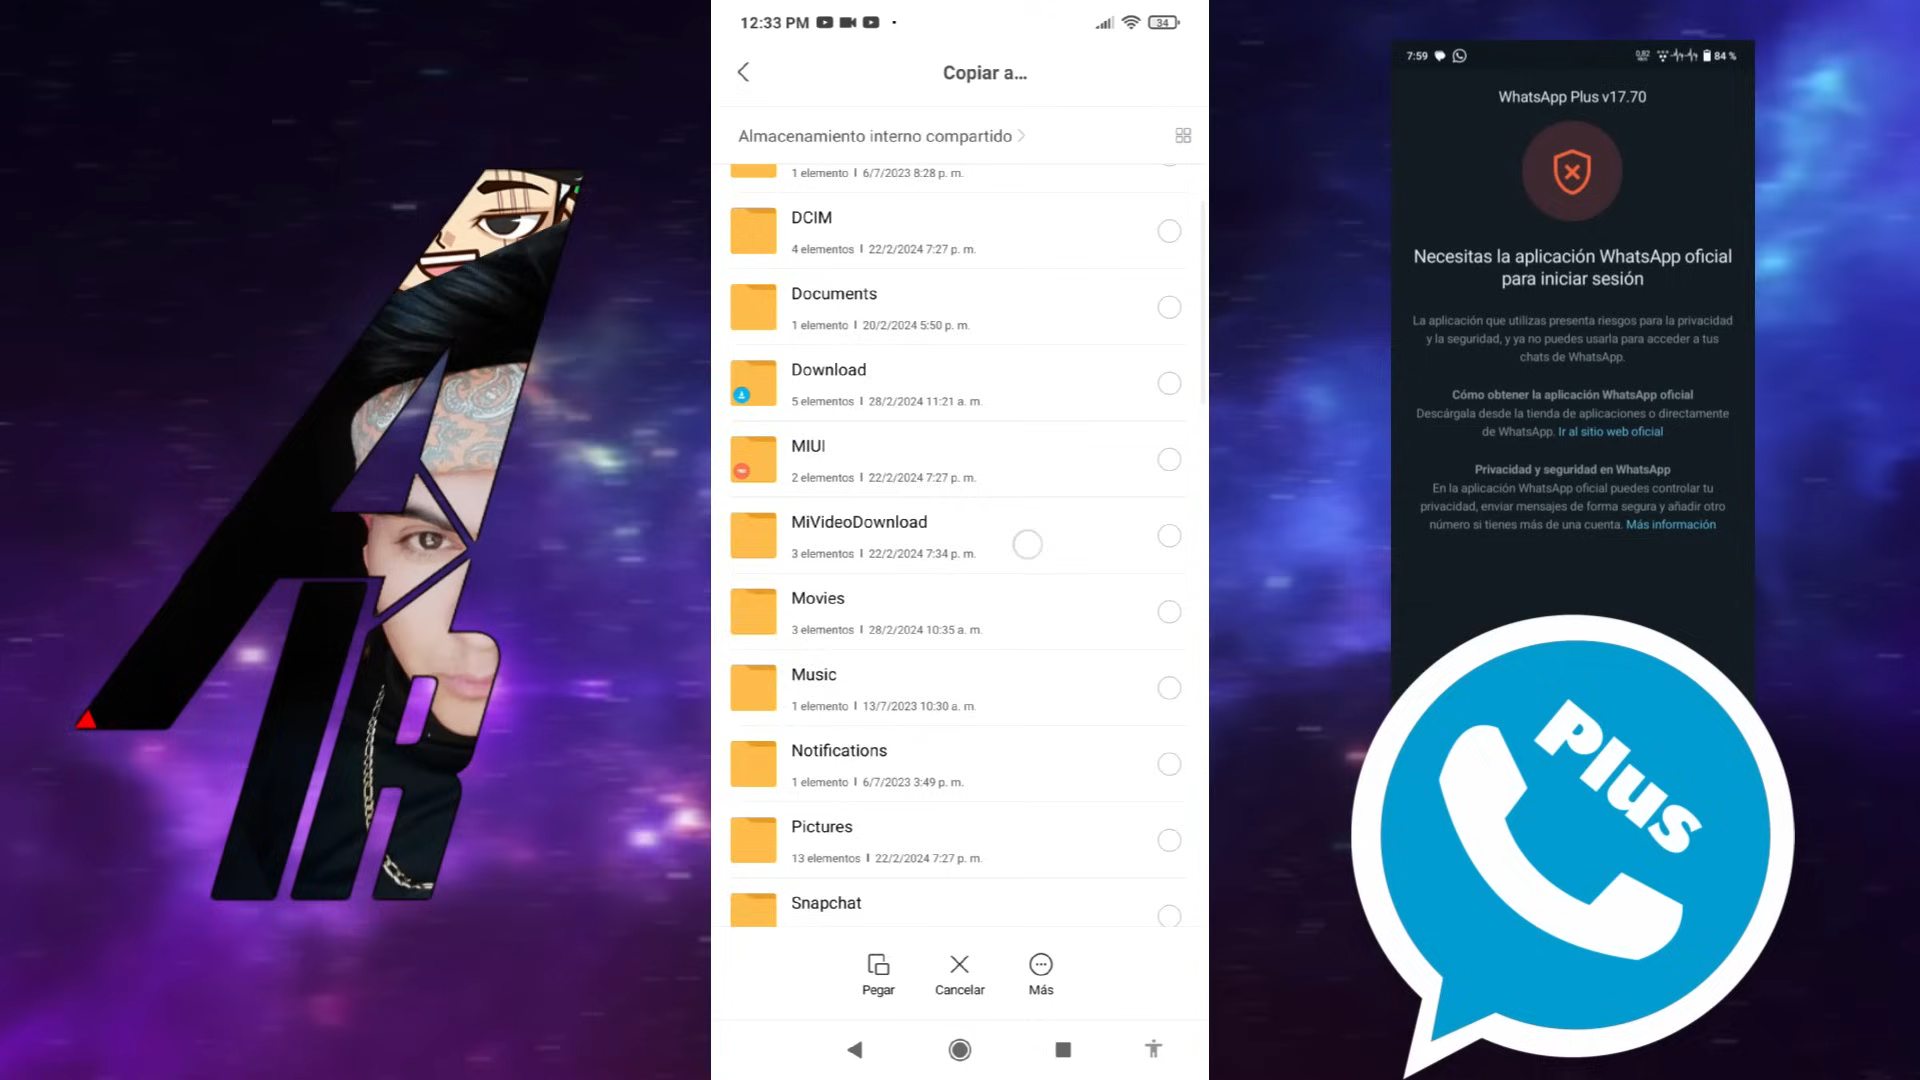 12:33 PM
34
Copiar a...
Almacenamiento interno compartido
1 elemento I 6/7/2023 8:28 p. m.
DCIM
4 elementos I 22/2/2024 7:27 p. m.
Documents
1 elemento I 20/2/2024 5:50 p. m.
Download
5 elementos I 28/2/2024 11:21 a. m.
MIUI
2 elementos I 22/2/2024 7:27 p. m.
MiVideoDownload
3 elementos I 22/2/2024 7:34 p. m.
Movies
3 elementos I 28/2/2024 10:35 a. m.
Music
1 elemento I 13/7/2023 10:30 a. m.
Notifications
1 elemento I 6/7/2023 3:49 p. m.
Pictures
13 elementos I 22/2/2024 7:27 p. m.
Snapchat
Pegar
Cancelar
Más
7:59
84 %
WhatsApp Plus v17.70
Necesitas la aplicación WhatsApp oficial
para iniciar sesión
La aplicación que utilizas presenta riesgos para la privacidad
y la seguridad, y ya no puedes usarla para acceder a tus
chats de WhatsApp.
Cómo obtener la aplicación WhatsApp oficial
Descárgala desde la tienda de aplicaciones o directamente
de WhatsApp. Ir al sitio web oficial
Privacidad y seguridad en WhatsApp
En la aplicación WhatsApp oficial puedes controlar tu
privacidad, enviar mensajes de forma segura y añadir otro
número si tienes más de una cuenta. Más información
Plus